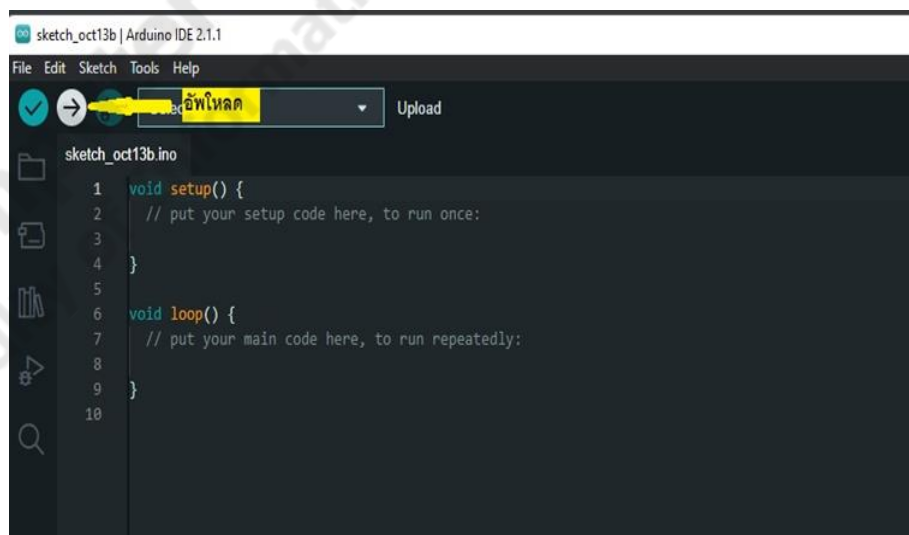 sketch_oct13b | Arduino IDE 2.1.1
File Edit Sketch Tools Help
อัพโหลด
Upload
sketch_oct13b.ino
1 void setup() {
2 // put your setup code here, to run once:
3
4 }
5
6 void loop() {
7 // put your main code here, to run repeatedly:
8
9 }
10